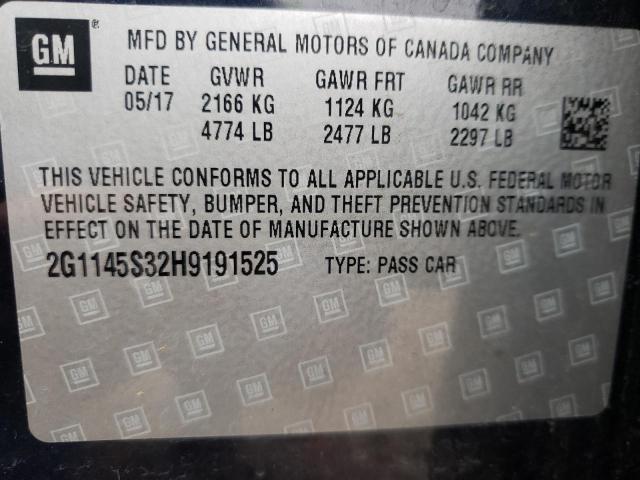 GM ®
MFD BY GENERAL MOTORS OF CANADA COMPANY
DATE GVWR GAWR FRT GAWR RR
05/17 2166 KG 1124 KG 1042 KG
4774 LB 2477 LB 2297 LB
THIS VEHICLE CONFORMS TO ALL APPLICABLE U.S. FEDERAL MOTOR
VEHICLE SAFETY, BUMPER, AND THEFT PREVENTION STANDARDS IN
EFFECT ON THE DATE OF MANUFACTURE SHOWN ABOVE.
2G1145S32H9191525 TYPE: PASS CAR